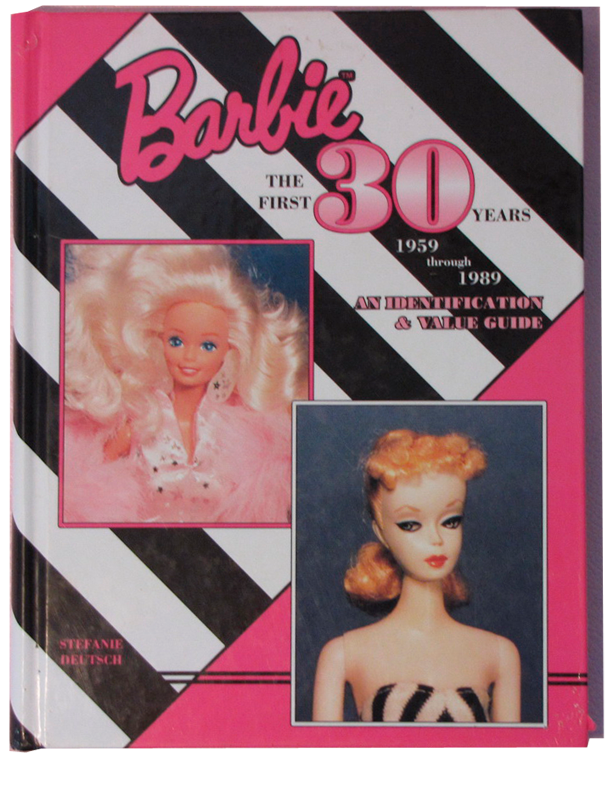 Barbie™
THE
FIRST
30
YEARS
1959
through
1989
AN IDENTIFICATION
& VALUE GUIDE
STEFANIE
DEUTSCH